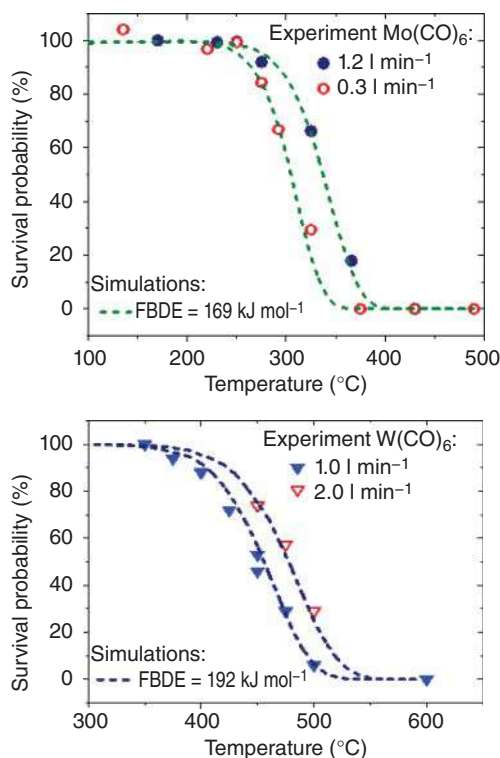 Survival probability (%)
100
80
60
40
20
0
Experiment Mo(CO)₆:
1.2 l min⁻¹
0.3 l min⁻¹
Simulations:
FBDE = 169 kJ mol⁻¹
100 200 300 400 500
Temperature (°C)
Survival probability (%)
100
80
60
40
20
0
Experiment W(CO)₆:
1.0 l min⁻¹
2.0 l min⁻¹
Simulations:
FBDE = 192 kJ mol⁻¹
300 400 500 600
Temperature (°C)